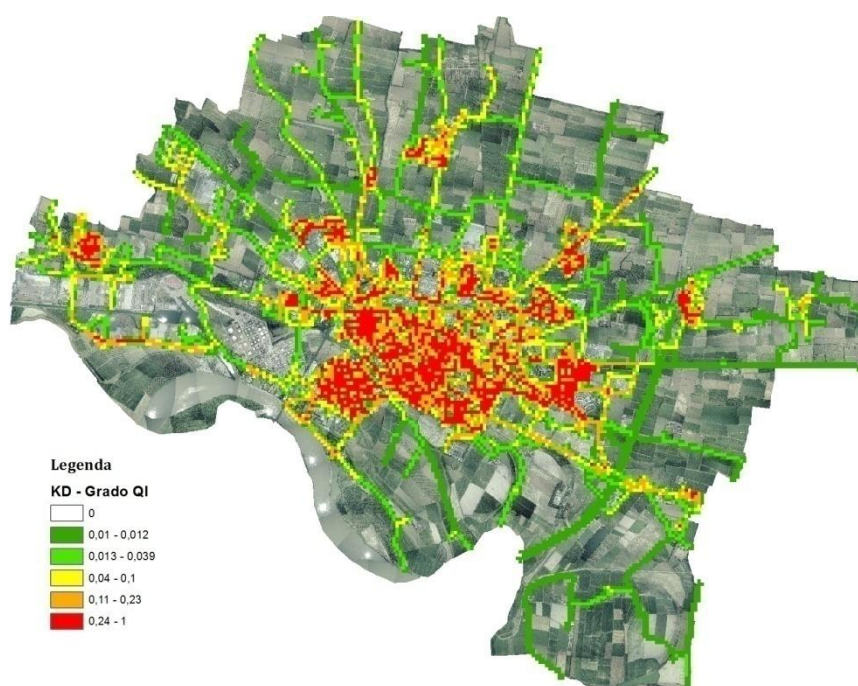 Legenda
KD - Grado QI
0
0,01 - 0,012
0,013 - 0,039
0,04 - 0,1
0,11 - 0,23
0,24 - 1